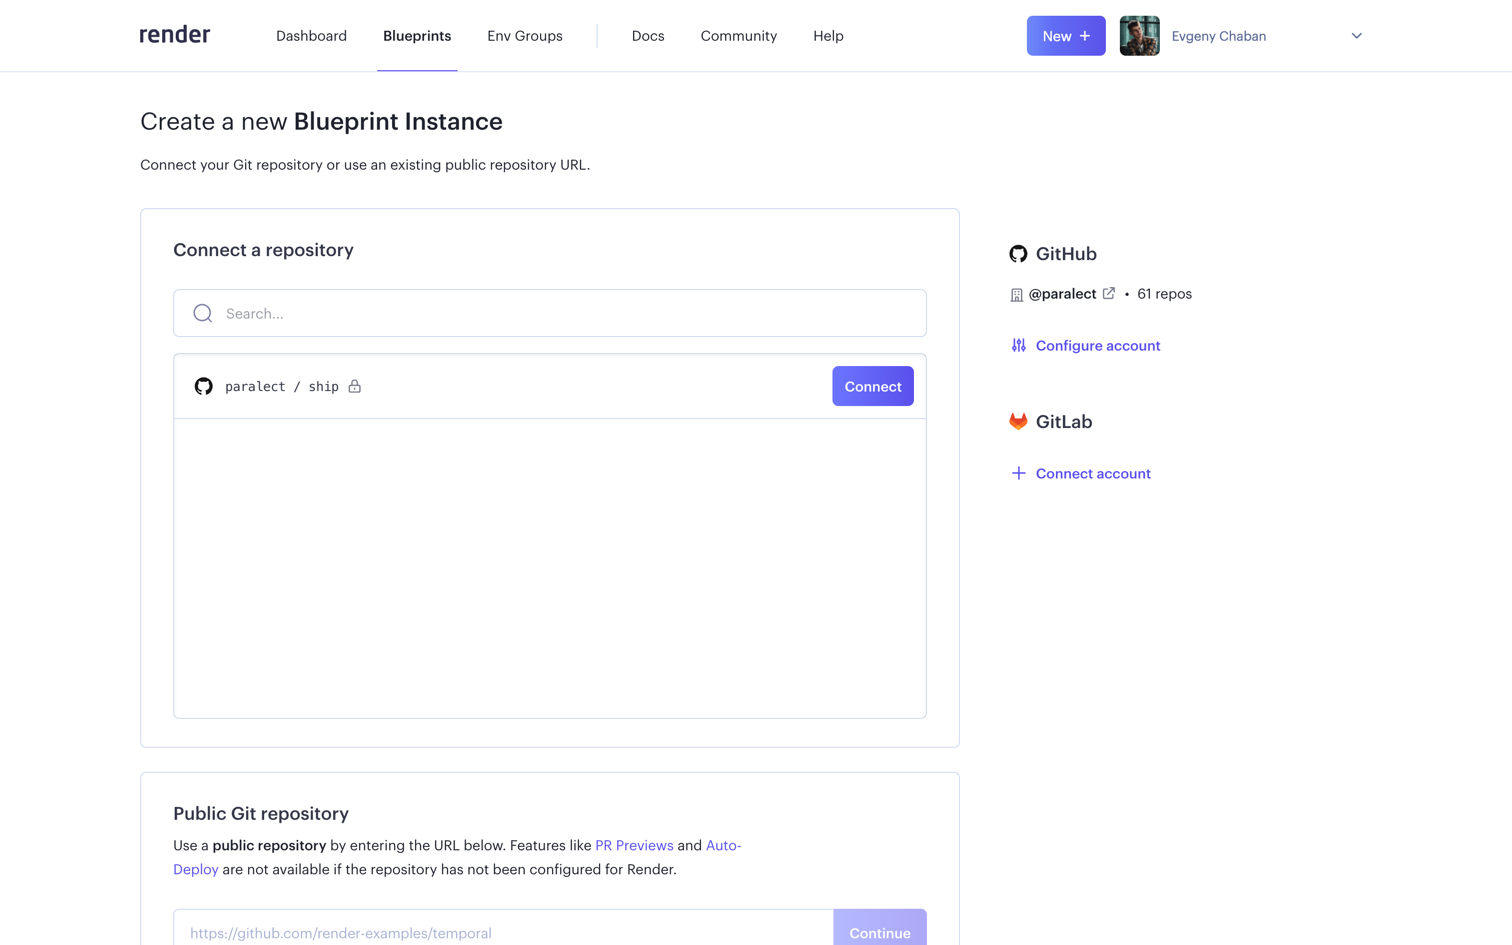 render
Dashboard
Blueprints
Env Groups
Docs
Community
Help
New +
Evgeny Chaban
Create a new Blueprint Instance
Connect your Git repository or use an existing public repository URL.
Connect a repository
Search...
paralect / ship
Connect
GitHub
@paralect • 61 repos
Configure account
GitLab
Connect account
Public Git repository
Use a public repository by entering the URL below. Features like PR Previews and Auto-
Deploy are not available if the repository has not been configured for Render.
https://github.com/render-examples/temporal
Continue